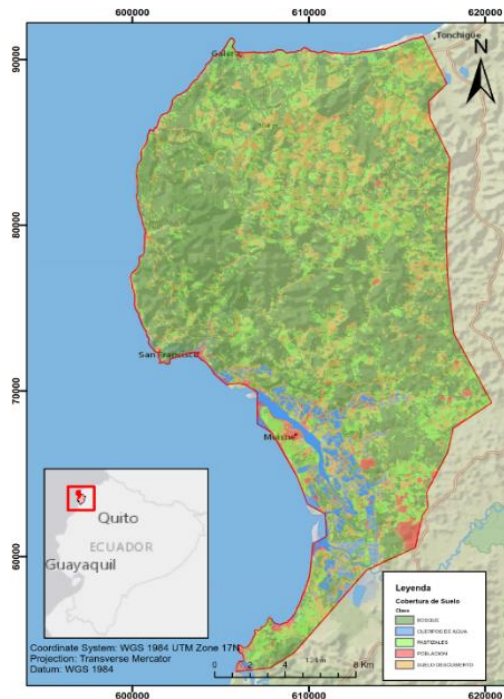 600000 610000 620000
Tonchigüe
N
Galera
90000
80000
70000
60000
San Francisco
Muisne
Quito
ECUADOR
Guayaquil
Leyenda
Cobertura de Suelo
Clase
BOSQUE
CUERPOS DE AGUA
PASTIZALES
POBLACION
SUELO DESCUBIERTO
Coordinate System: WGS 1984 UTM Zone 17N
Projection: Transverse Mercator
Datum: WGS 1984
0 2 4 8 Km
600000 610000 620000